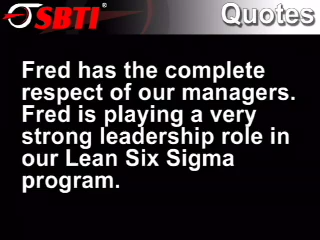 SBTI®
Quotes
Fred has the complete
respect of our managers.
Fred is playing a very
strong leadership role in
our Lean Six Sigma
program.